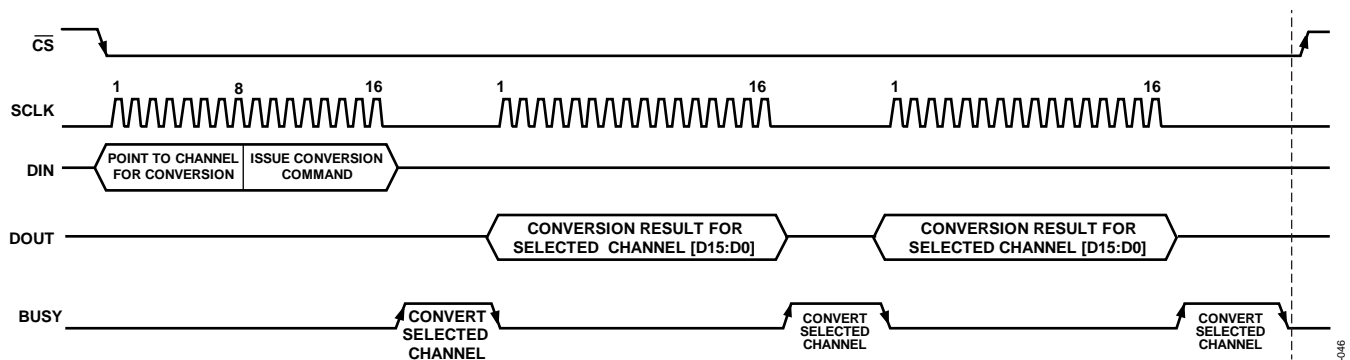 CS
1 8 16 1 16 1 16
SCLK
DIN
POINT TO CHANNEL
FOR CONVERSION
ISSUE CONVERSION
COMMAND
DOUT
CONVERSION RESULT FOR
SELECTED CHANNEL [D15:D0]
CONVERSION RESULT FOR
SELECTED CHANNEL [D15:D0]
BUSY
CONVERT
SELECTED
CHANNEL
CONVERT
SELECTED
CHANNEL
CONVERT
SELECTED
CHANNEL
-046